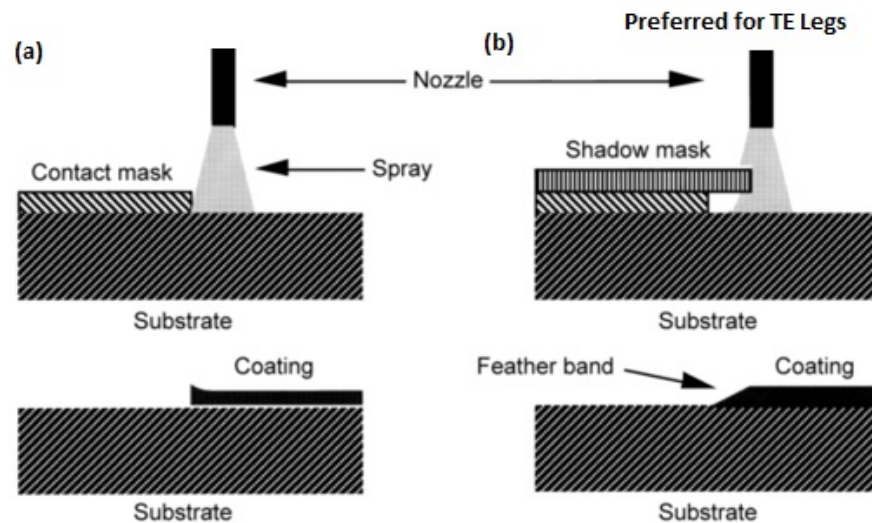 Preferred for TE Legs
(a)
(b)
Nozzle
Contact mask
Spray
Shadow mask
Substrate
Substrate
Coating
Feather band
Coating
Substrate
Substrate